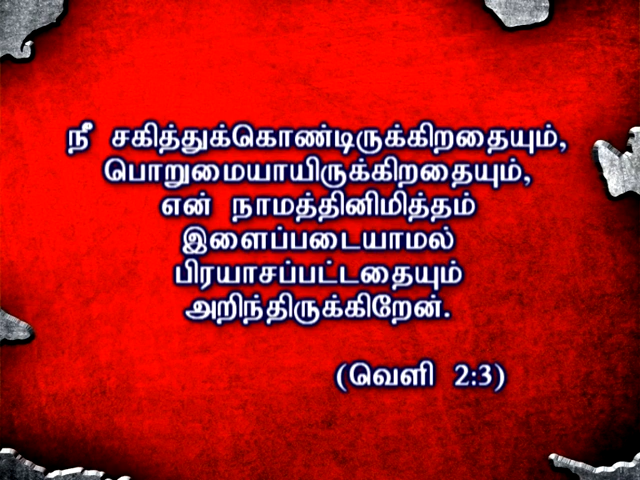 நீ சகித்துக்கொண்டிருக்கிறதையும்,
பொறுமையாயிருக்கிறதையும்,
என் நாமத்தினிமித்தம்
இளைப்படையாமல்
பிரயாசப்பட்டதையும்
அறிந்திருக்கிறேன்.
(வெளி 2:3)